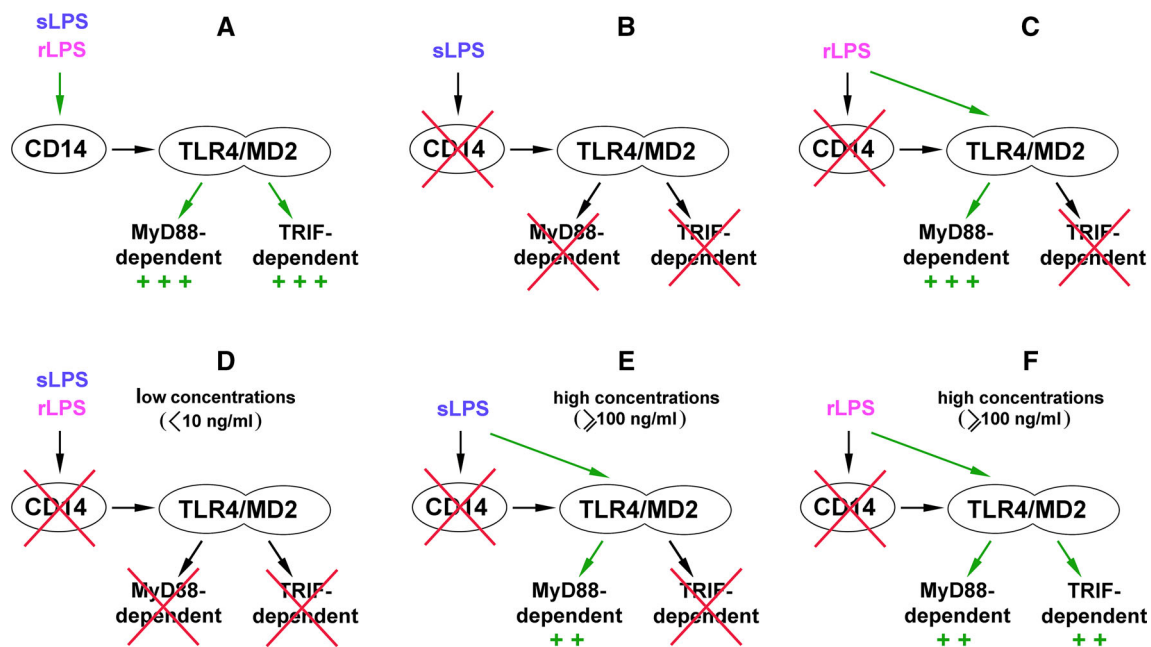 A
sLPS
rLPS
CD14
TLR4/MD2
MyD88-
dependent
+ + +
TRIF-
dependent
+ + +
B
sLPS
CD14
TLR4/MD2
MyD88-
dependent
TRIF-
dependent
C
rLPS
CD14
TLR4/MD2
MyD88-
dependent
+ + +
TRIF-
dependent
D
sLPS
rLPS
low concentrations
(<10 ng/ml)
CD14
TLR4/MD2
MyD88-
dependent
TRIF-
dependent
E
sLPS
high concentrations
(⩾100 ng/ml)
CD14
TLR4/MD2
MyD88-
dependent
+ +
TRIF-
dependent
F
rLPS
high concentrations
(⩾100 ng/ml)
CD14
TLR4/MD2
MyD88-
dependent
+ +
TRIF-
dependent
+ +